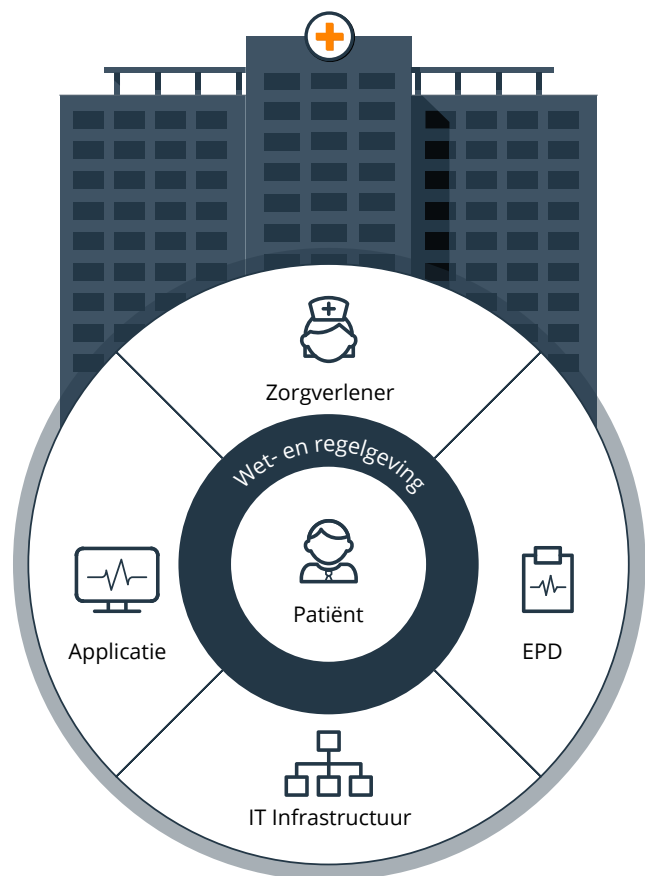 Zorgverlener
Wet- en regelgeving
Patiënt
Applicatie
EPD
IT Infrastructuur